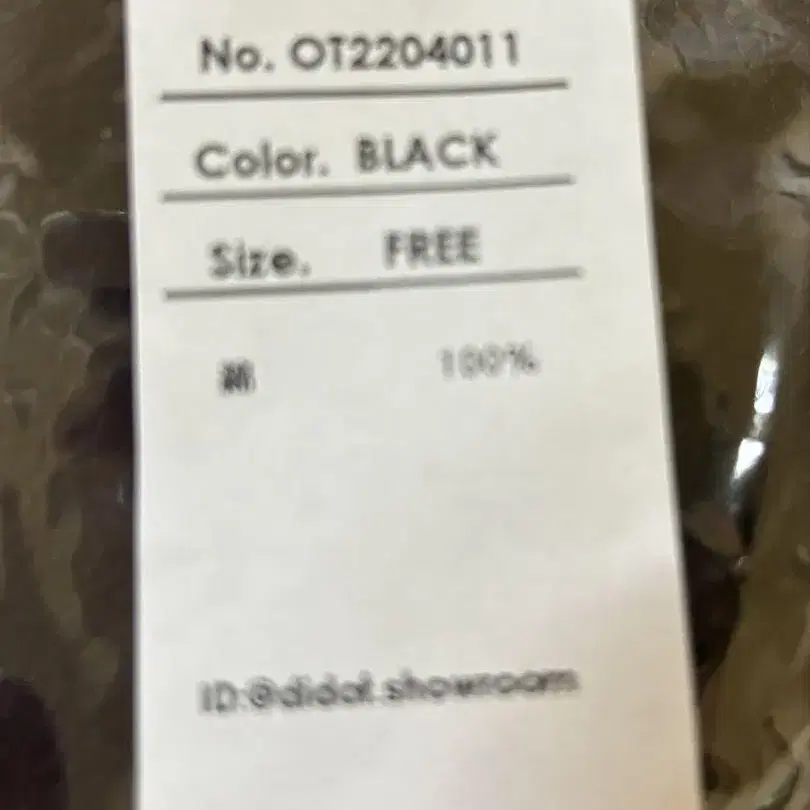 No. OT2204011
Color. BLACK
Size. FREE
綿 100%
ID:@didot.showroom